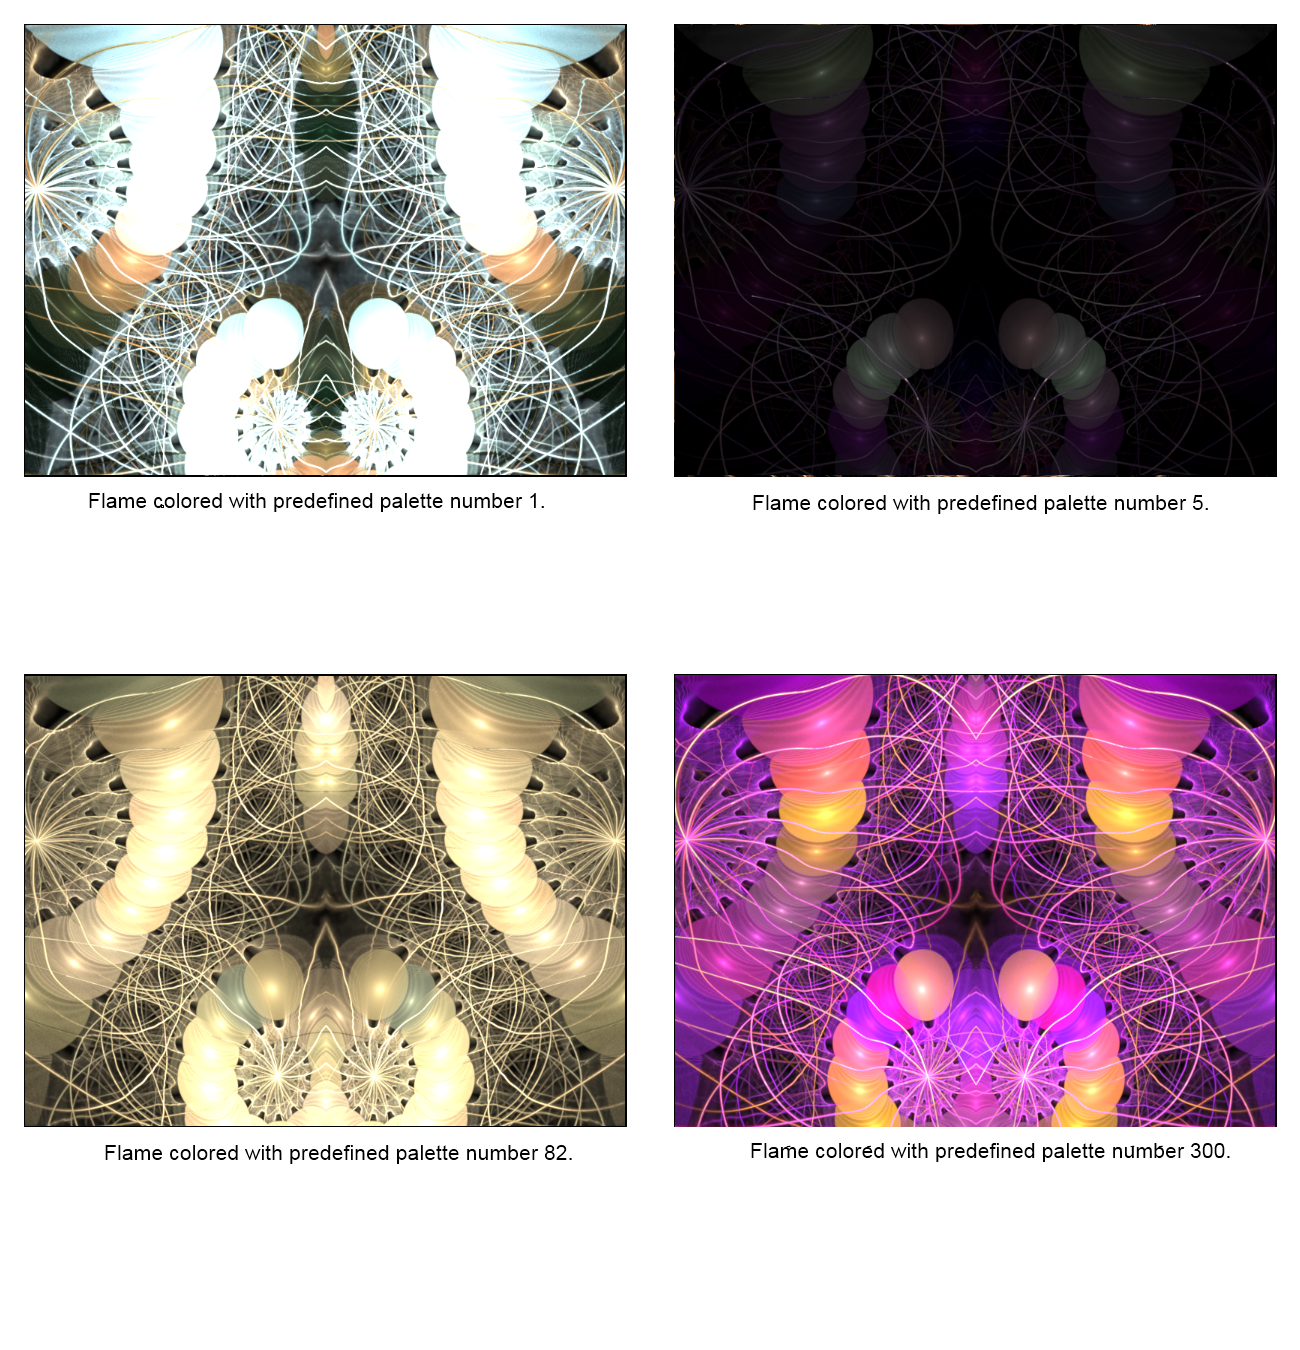 Flame colored with predefined palette number 1.
Flame colored with predefined palette number 5.
Flame colored with predefined palette number 82.
Flame colored with predefined palette number 300.